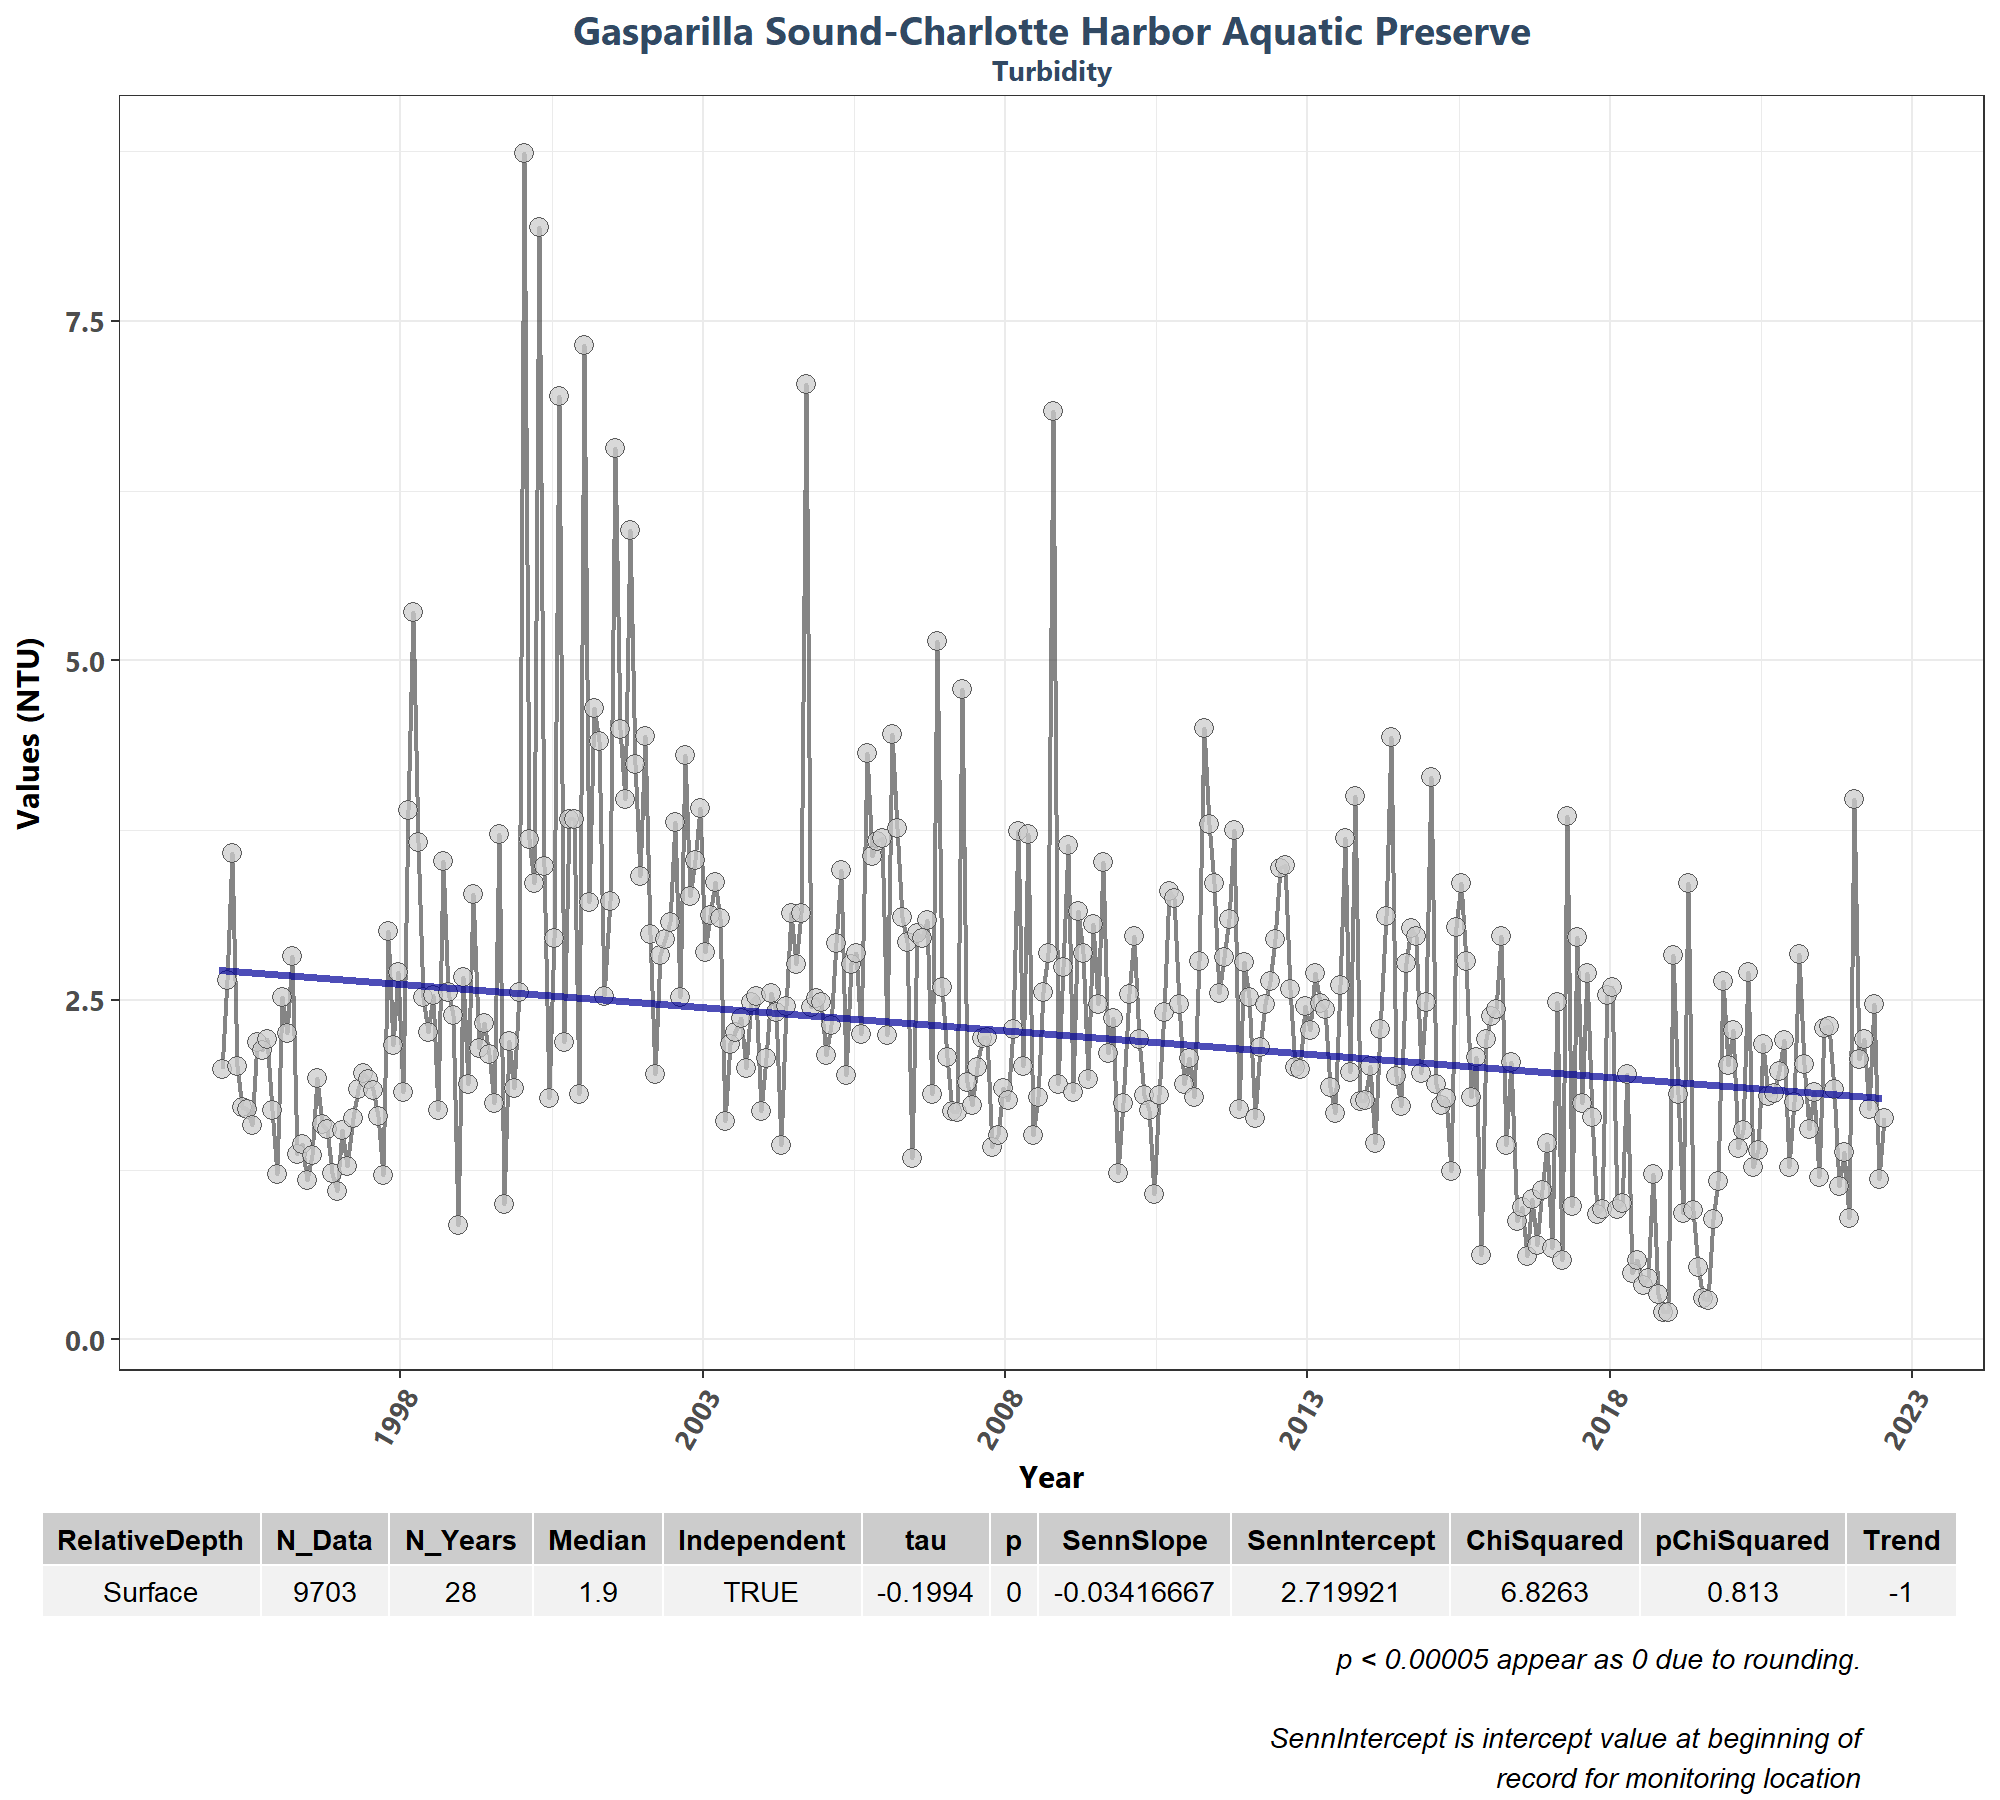 Gasparilla Sound-Charlotte Harbor Aquatic Preserve
Turbidity
Values (NTU)
7.5
5.0
2.5
0.0
1998 2003 2008 2013 2018 2023
Year
RelativeDepth N_Data N_Years Median Independent tau p SennSlope SennIntercept ChiSquared pChiSquared Trend
Surface 9703 28 1.9 TRUE -0.1994 0 -0.03416667 2.719921 6.8263 0.813 -1
p < 0.00005 appear as 0 due to rounding.
SennIntercept is intercept value at beginning of
record for monitoring location